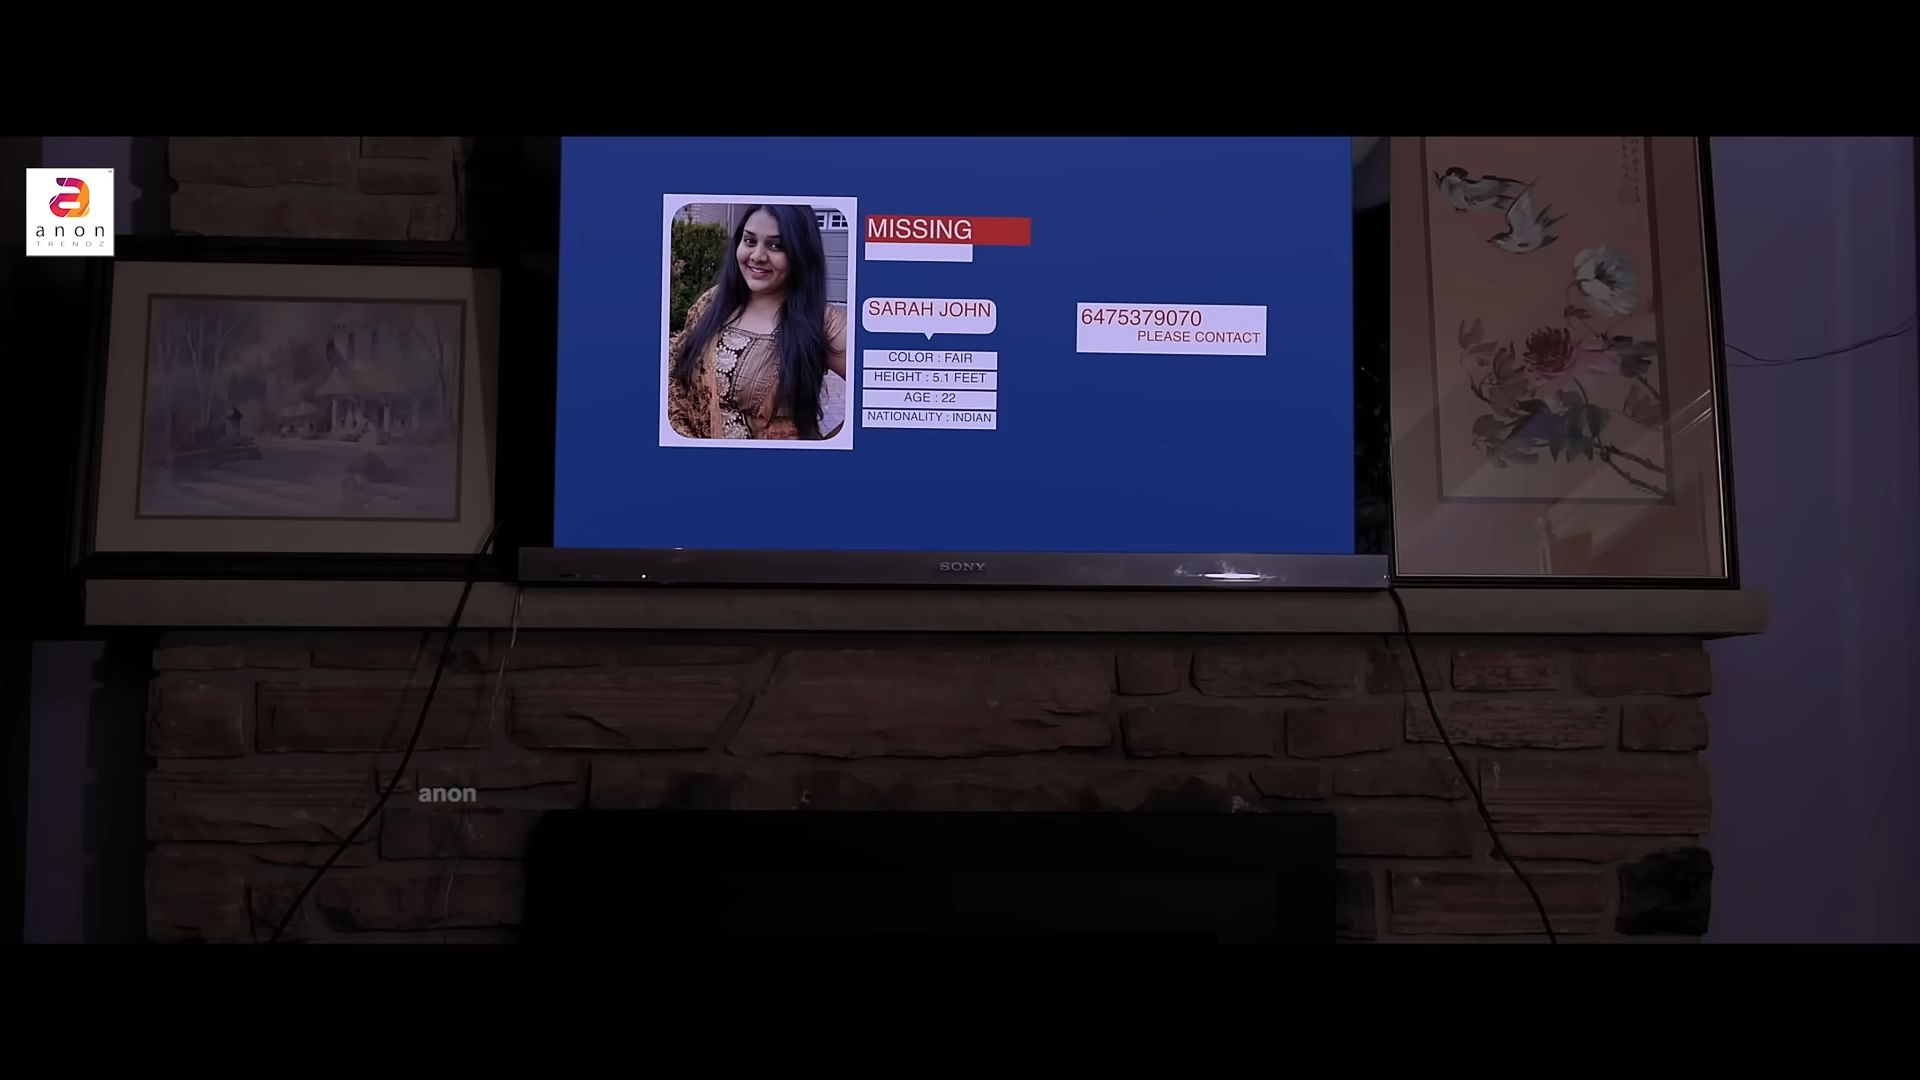 anon
TRENDZ
MISSING
SARAH JOHN
COLOR : FAIR
HEIGHT : 5.1 FEET
AGE : 22
NATIONALITY : INDIAN
6475379070
PLEASE CONTACT
SONY
anon